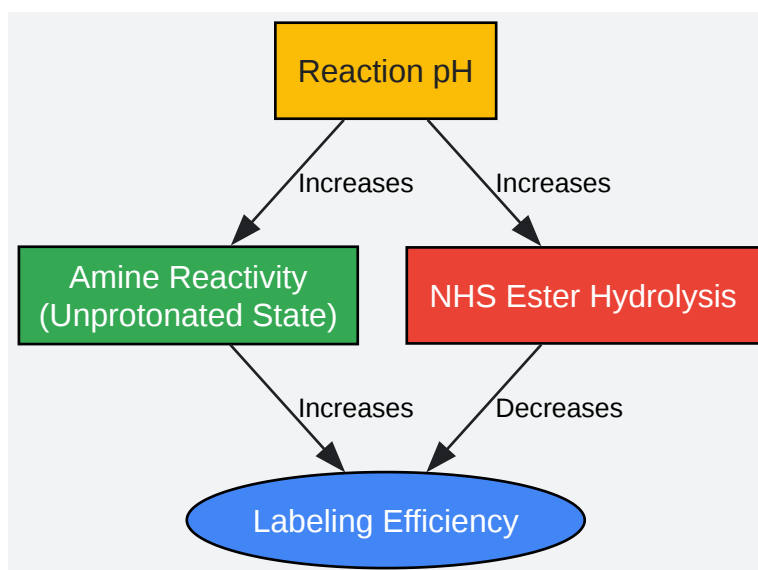 Reaction pH
Increases
Increases
Amine Reactivity
(Unprotonated State)
NHS Ester Hydrolysis
Increases
Decreases
Labeling Efficiency